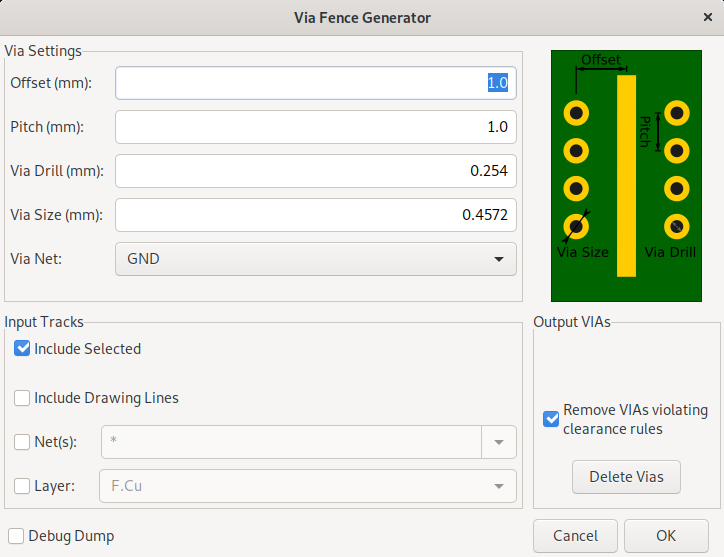 Via Fence Generator
Via Settings
Offset (mm):
1.0
Pitch (mm):
1.0
Via Drill (mm):
0.254
Via Size (mm):
0.4572
Via Net:
GND
Offset
Pitch
Via Size
Via Drill
Input Tracks
Include Selected
Include Drawing Lines
Net(s):
*
Layer:
F.Cu
Output VIAs
Remove VIAs violating
clearance rules
Delete Vias
Debug Dump
Cancel
OK